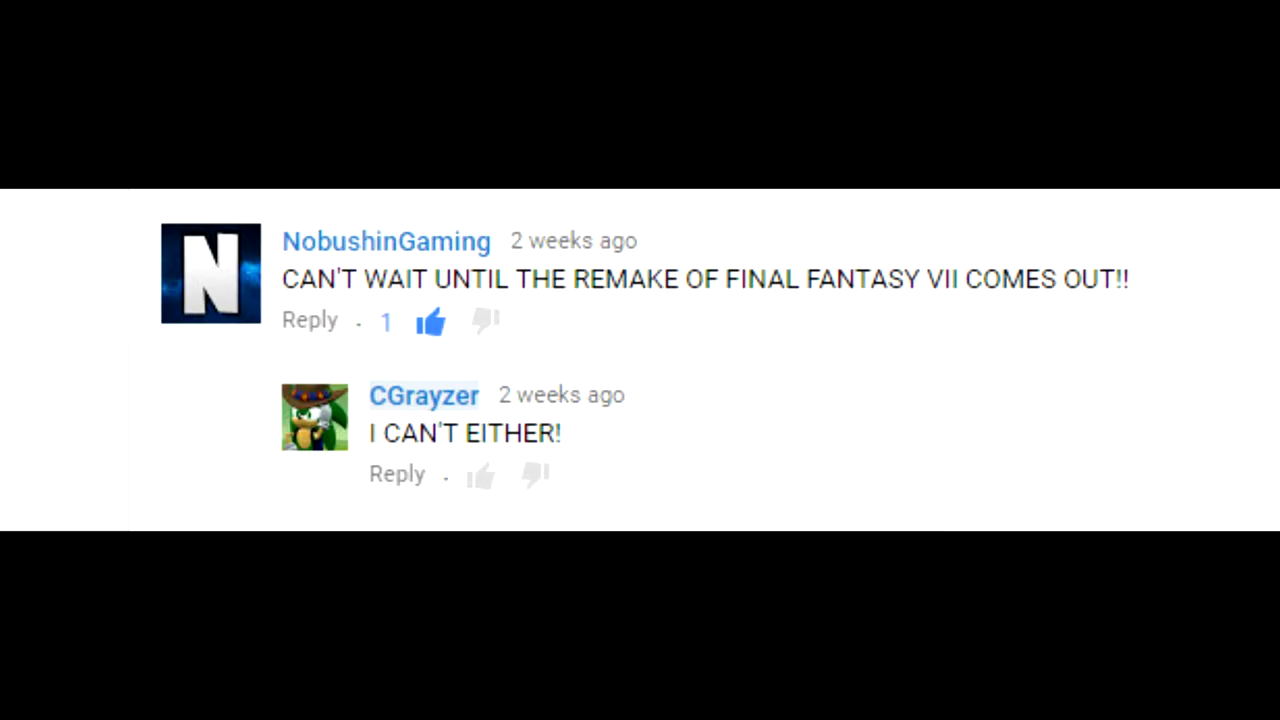 N
NobushinGaming 2 weeks ago
CAN'T WAIT UNTIL THE REMAKE OF FINAL FANTASY VII COMES OUT!!
Reply . 1
CGrayzer 2 weeks ago
I CAN'T EITHER!
Reply .